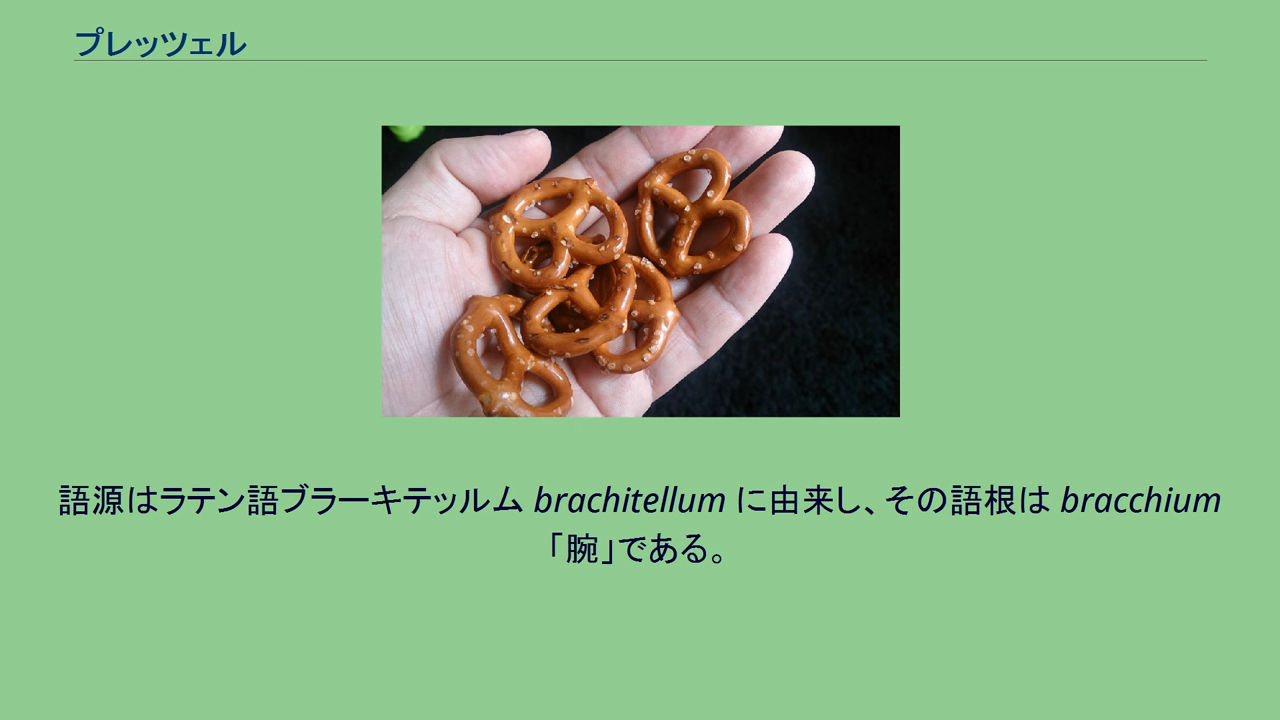 プレッツェル
語源はラテン語ブラーキテッルム brachitellum に由来し、その語根は bracchium
「腕」である。